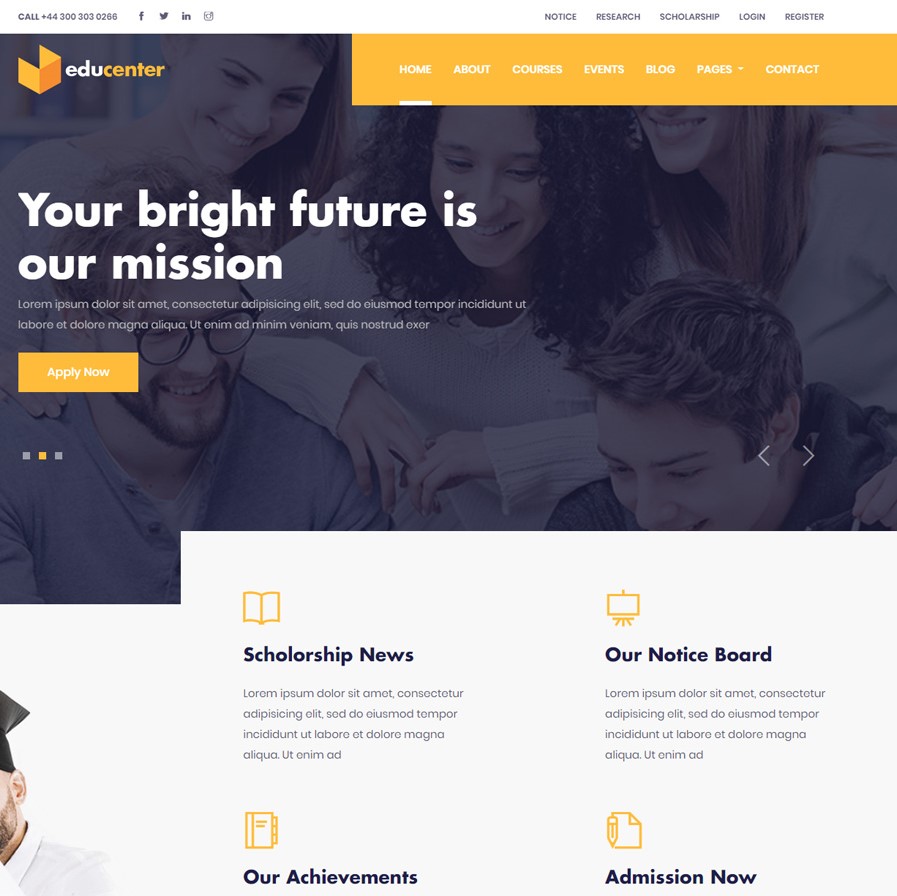 CALL +44 300 303 0266
NOTICE RESEARCH SCHOLARSHIP LOGIN REGISTER
educenter
HOME ABOUT COURSES EVENTS BLOG PAGES CONTACT
Your bright future is
our mission
Lorem ipsum dolor sit amet, consectetur adipisicing elit, sed do eiusmod tempor incididunt ut
labore et dolore magna aliqua. Ut enim ad minim veniam, quis nostrud exer
Apply Now
Scholorship News
Lorem ipsum dolor sit amet, consectetur
adipisicing elit, sed do eiusmod tempor
incididunt ut labore et dolore magna
aliqua. Ut enim ad
Our Notice Board
Lorem ipsum dolor sit amet, consectetur
adipisicing elit, sed do eiusmod tempor
incididunt ut labore et dolore magna
aliqua. Ut enim ad
Our Achievements
Admission Now